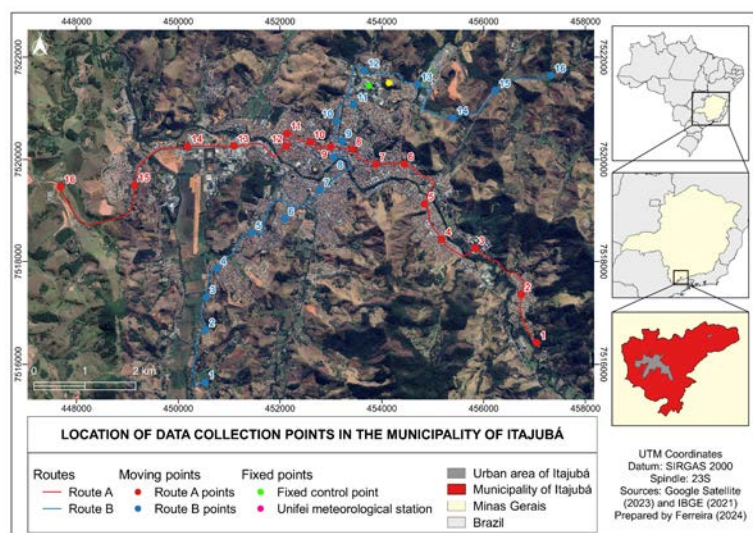 448000 450000 452000 454000 456000 458000
7522000
7520000
7518000
7516000
7522000
7520000
7518000
7516000
12
13
15
16
14
11
10
9
8
7
6
5
4
3
2
1
11
10
9
8
7
6
5
4
3
2
1
12
13
14
15
16
0 1 2 km
448000 450000 452000 454000 456000 458000
LOCATION OF DATA COLLECTION POINTS IN THE MUNICIPALITY OF ITAJUBÁ
Routes
Route A
Route B
Moving points
Route A points
Route B points
Fixed points
Fixed control point
Unifei meteorological station
Urban area of Itajubá
Municipality of Itajubá
Minas Gerais
Brazil
UTM Coordinates
Datum: SIRGAS 2000
Spindle: 23S
Sources: Google Satellite
(2023) and IBGE (2021)
Prepared by Ferreira (2024)